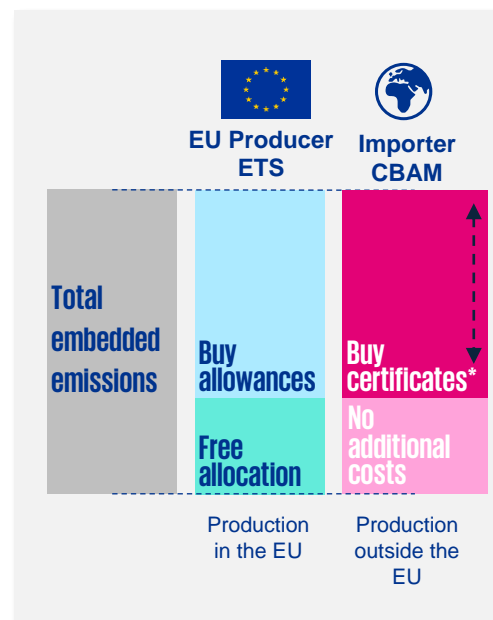 EU Producer
ETS
Importer
CBAM
Total
embedded
emissions
Buy
allowances
Buy
certificates*
Free
allocation
No
additional
costs
Production
in the EU
Production
outside the
EU